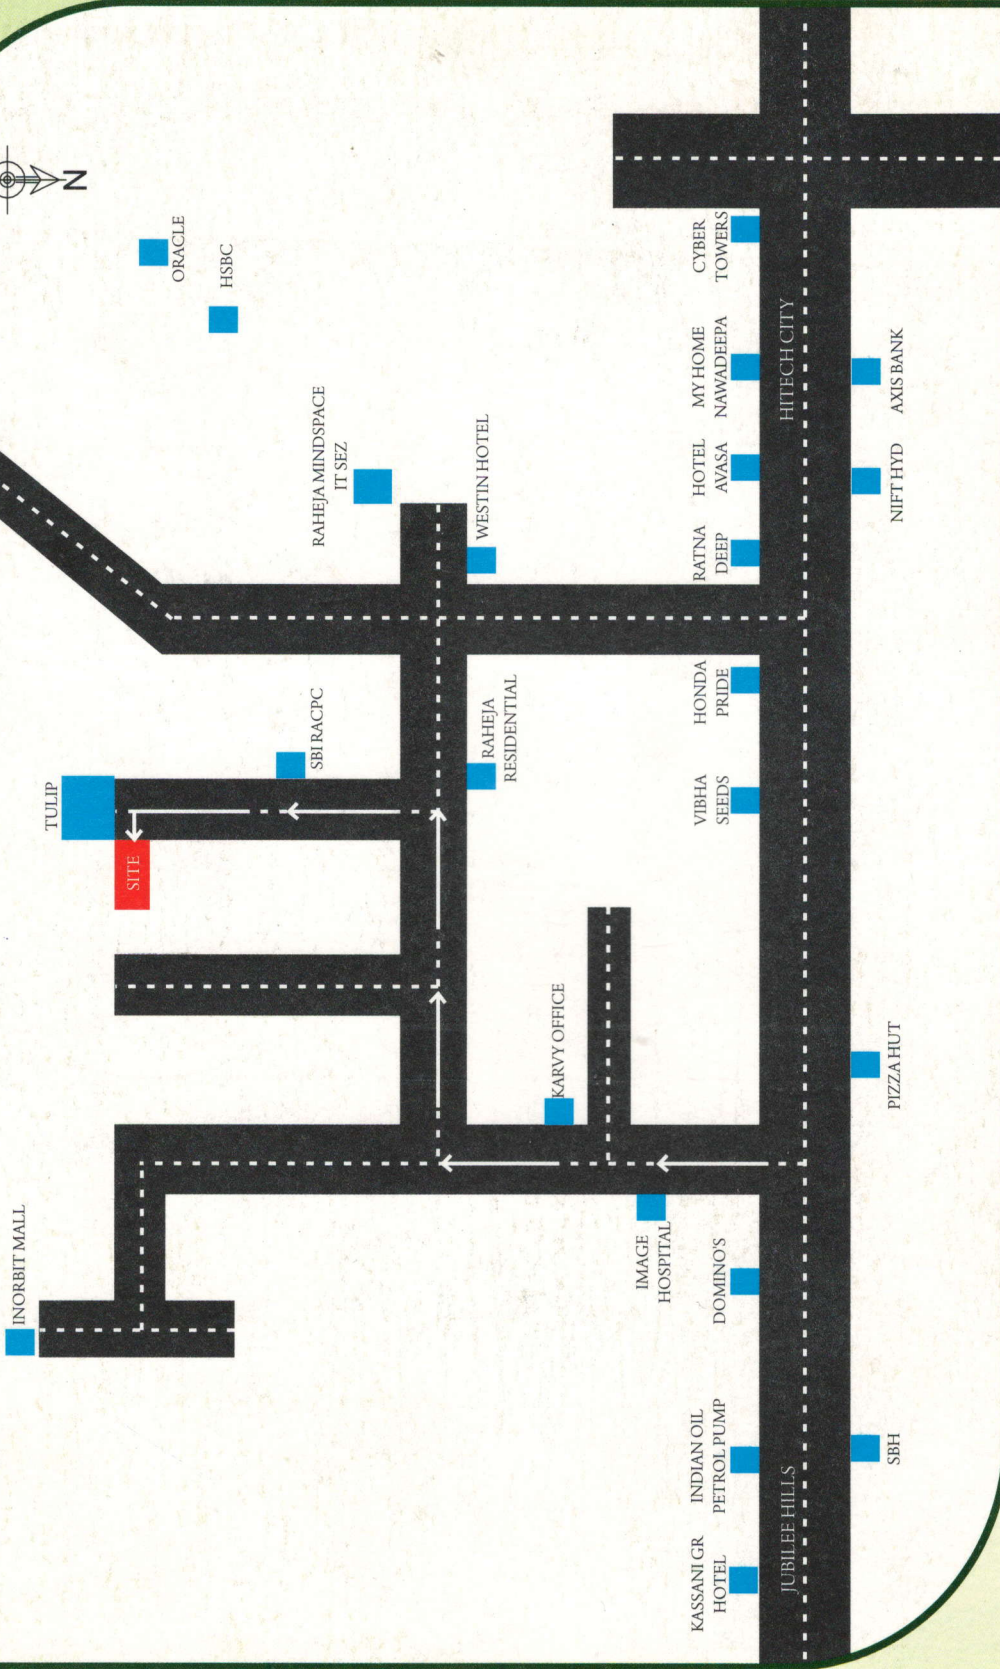 N
ORACLE
HSBC
RAHEJA MINDSPACE
IT SEZ
WESTIN HOTEL
CYBER
TOWERS
MY HOME
NAWADEEPA
HOTEL
AVASA
RATNA
DEEP
HITECH CITY
AXIS BANK
NIFT HYD
TULIP
SITE
SBI RACPC
RAHEJA
RESIDENTIAL
HONDA
PRIDE
VIBHA
SEEDS
KARVY OFFICE
PIZZA HUT
INORBIT MALL
IMAGE
HOSPITAL
DOMINO'S
INDIAN OIL
PETROL PUMP
KASSANI GR
HOTEL
JUBILEE HILLS
SBH